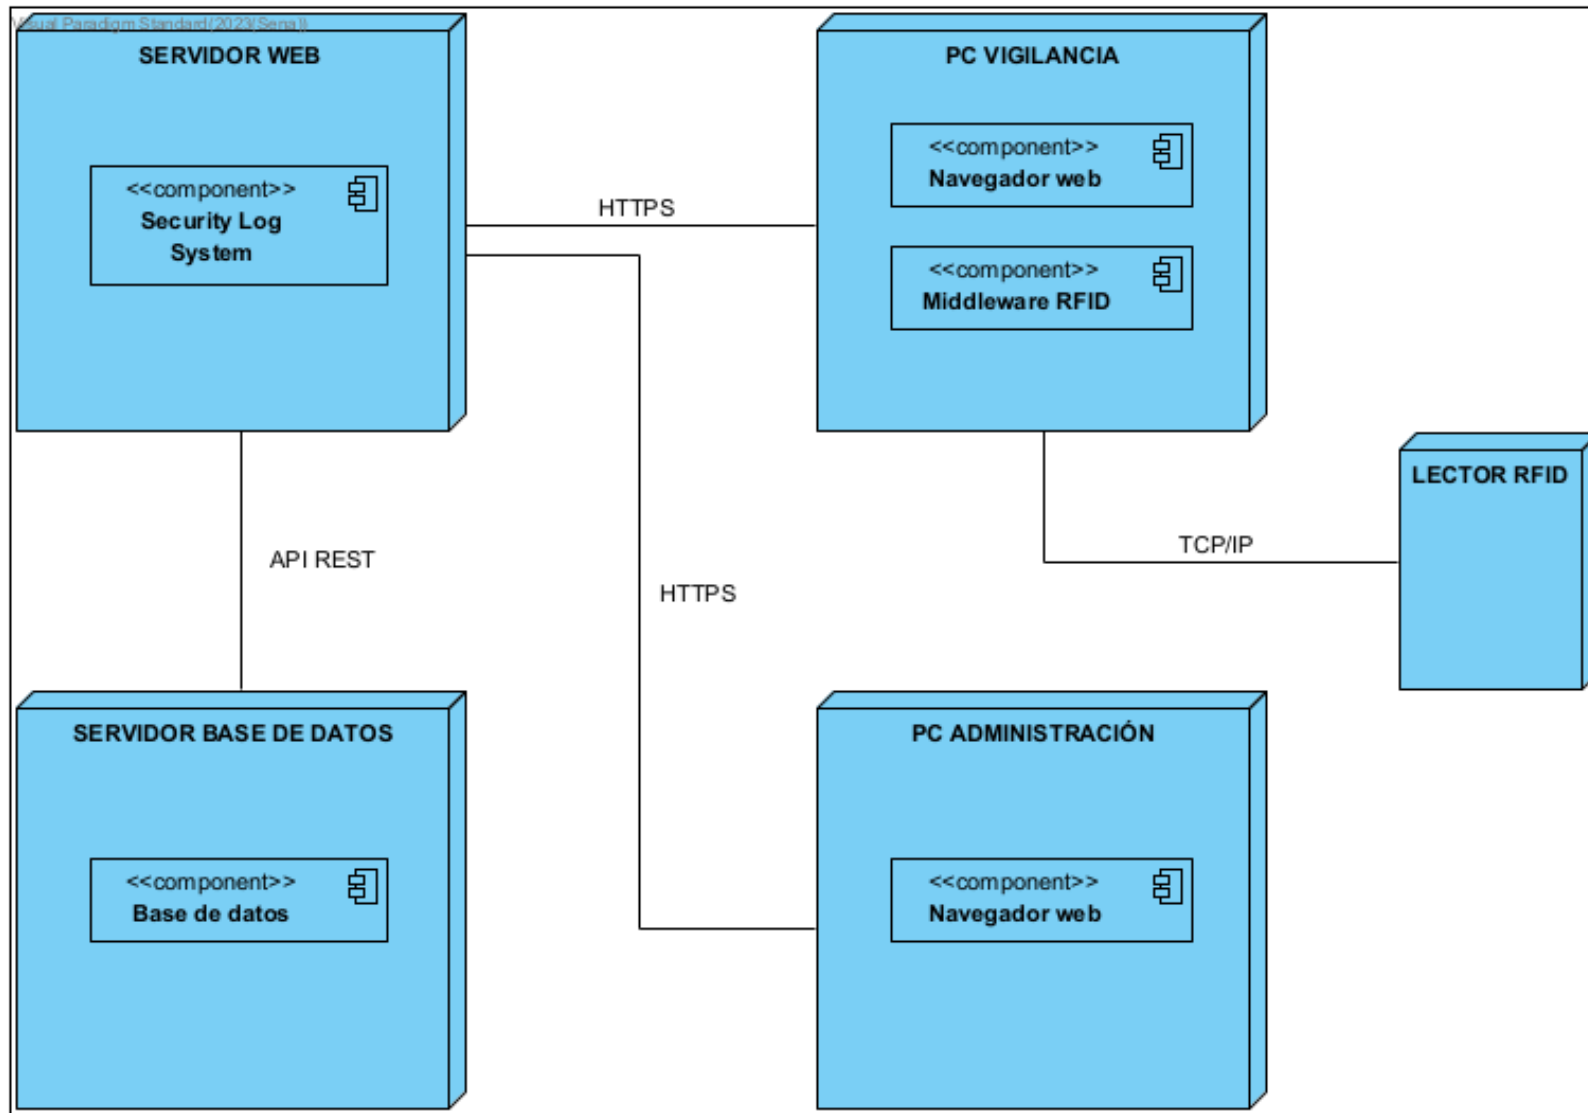 Visual Paradigm Standard(2023(Sena))
SERVIDOR WEB
<<component>>
Security Log
System
PC VIGILANCIA
<<component>>
Navegador web
<<component>>
Middleware RFID
HTTPS
LECTOR RFID
TCP/IP
API REST
HTTPS
SERVIDOR BASE DE DATOS
<<component>>
Base de datos
PC ADMINISTRACIÓN
<<component>>
Navegador web